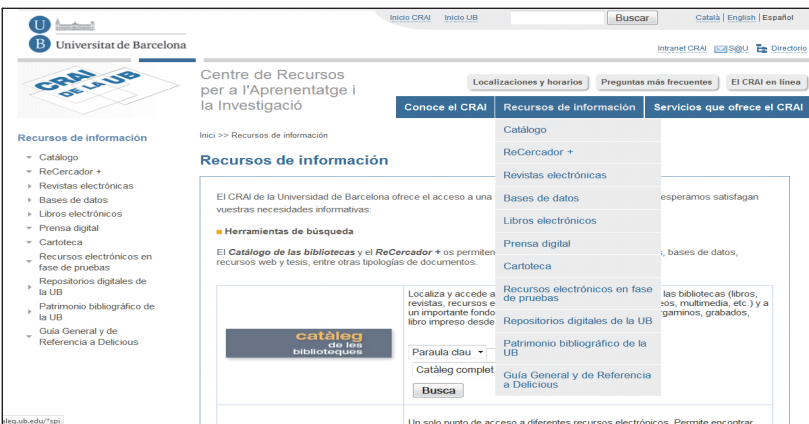 Inicio CRAI Inicio UB Buscar Català | English | Español
U
B Universitat de Barcelona
Intranet CRAI S@U Directorio
CRAI
DE LA UB
Centre de Recursos
per a l'Aprenentatge i
la Investigació
Localizaciones y horarios Preguntas más frecuentes El CRAI en línea
Conoce el CRAI Recursos de información Servicios que ofrece el CRAI
Inici >> Recursos de información
Recursos de información
Catálogo
ReCercador +
Revistas electrónicas
Bases de datos
Libros electrónicos
Prensa digital
Cartoteca
Recursos electrónicos en
fase de pruebas
Repositorios digitales de
la UB
Patrimonio bibliográfico de
la UB
Guía General y de
Referencia a Delicious
Catálogo
ReCercador +
Revistas electrónicas
Bases de datos
Libros electrónicos
Prensa digital
Cartoteca
Recursos electrónicos en fase
de pruebas
Repositorios digitales de la UB
Patrimonio bibliográfico de la
UB
Guía General y de Referencia
a Delicious
Recursos de información
El CRAI de la Universidad de Barcelona ofrece el acceso a una esperamos satisfagan
vuestras necesidades informativas:
Herramientas de búsqueda
El Catálogo de las bibliotecas y el ReCercador + os permiten , bases de datos,
recursos web y tesis, entre otras tipologías de documentos.
catàleg
de les
biblioteques
Localiza y accede a las bibliotecas (libros,
revistas, recursos e eos, multimedia, etc.) y a
un important fondo rgaminos, grabados,
libro impreso desde
Paraula clau
Catàleg complet
Busca
Un solo punto de acceso a diferentes recursos electrónicos. Permite encontrar
aleg.ub.edu/*spi